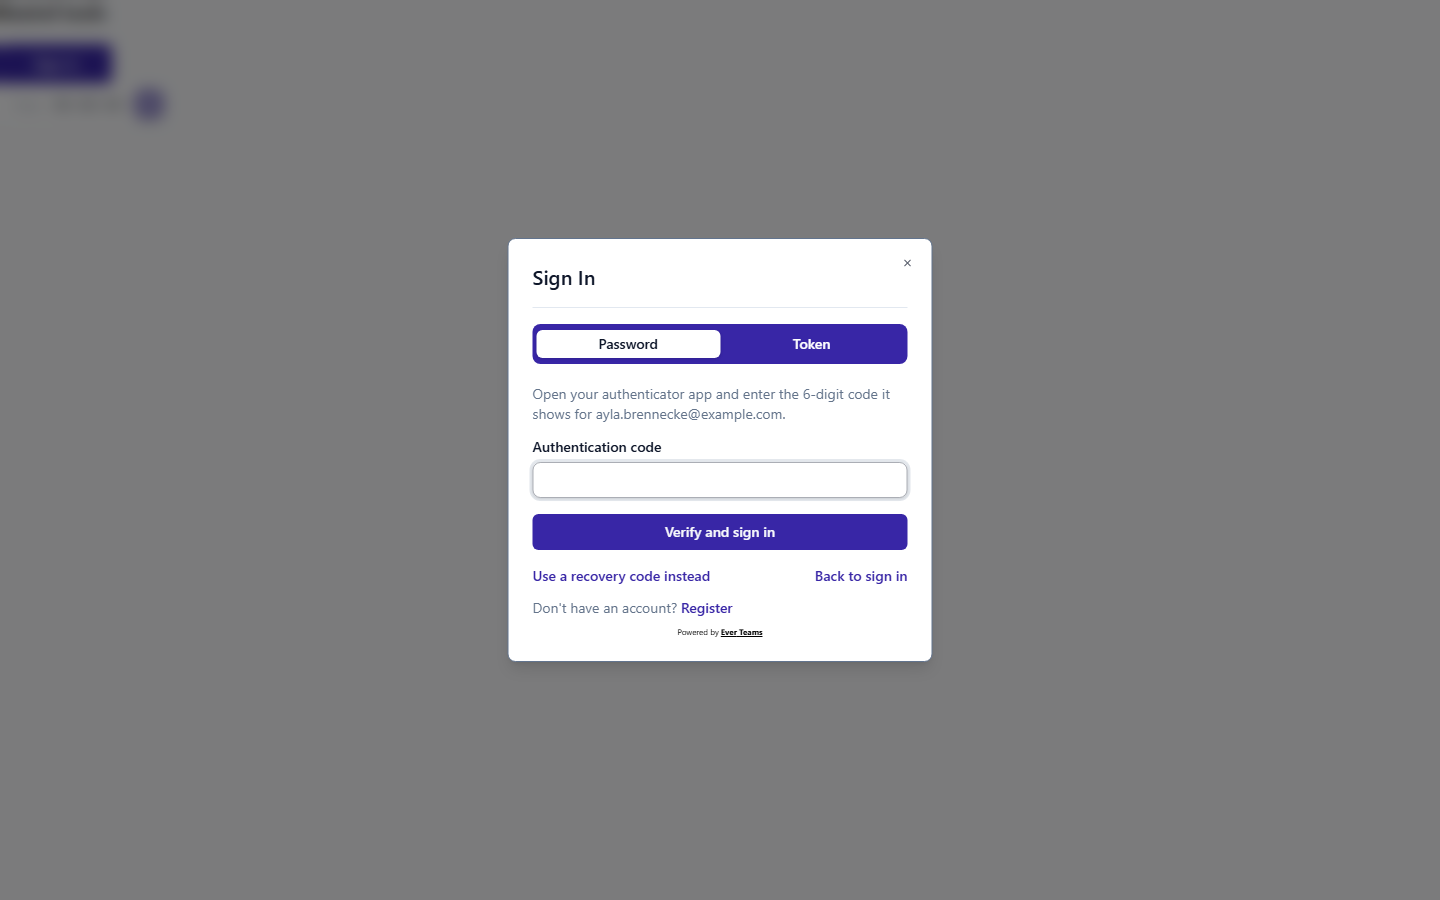 Sign In
×
Password
Token
Open your authenticator app and enter the 6-digit code it
shows for ayla.brennecke@example.com.
Authentication code
Verify and sign in
Use a recovery code instead
Back to sign in
Don't have an account? Register
Powered by Ever Teams